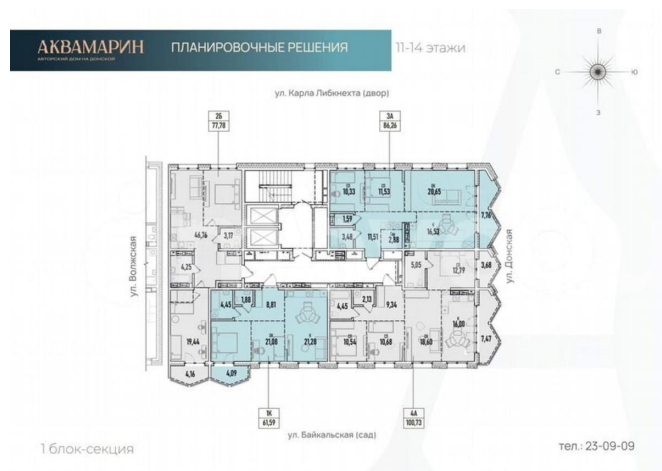 АКВАМАРИН
АВТОРСКИЙ ДОМ НА ДОНСКОЙ
ПЛАНИРОВОЧНЫЕ РЕШЕНИЯ
11-14 этажи
В
С
Ю
З
ул. Карла Либкнехта (двор)
2Б
77,78
3А
86,26
10,33
11,53
20,65
7,76
46,76
3,17
1,59
3,48
11,51
2,88
16,53
4,25
5,05
12,79
3,68
ул. Волжская
ул. Донская
4,45
1,88
8,81
4,45
2,13
9,34
16,00
19,44
21,08
21,28
10,54
10,68
18,60
7,47
4,16
4,09
1К
61,59
4А
100,73
ул. Байкальская (сад)
1 блок-секция
тел.: 23-09-09